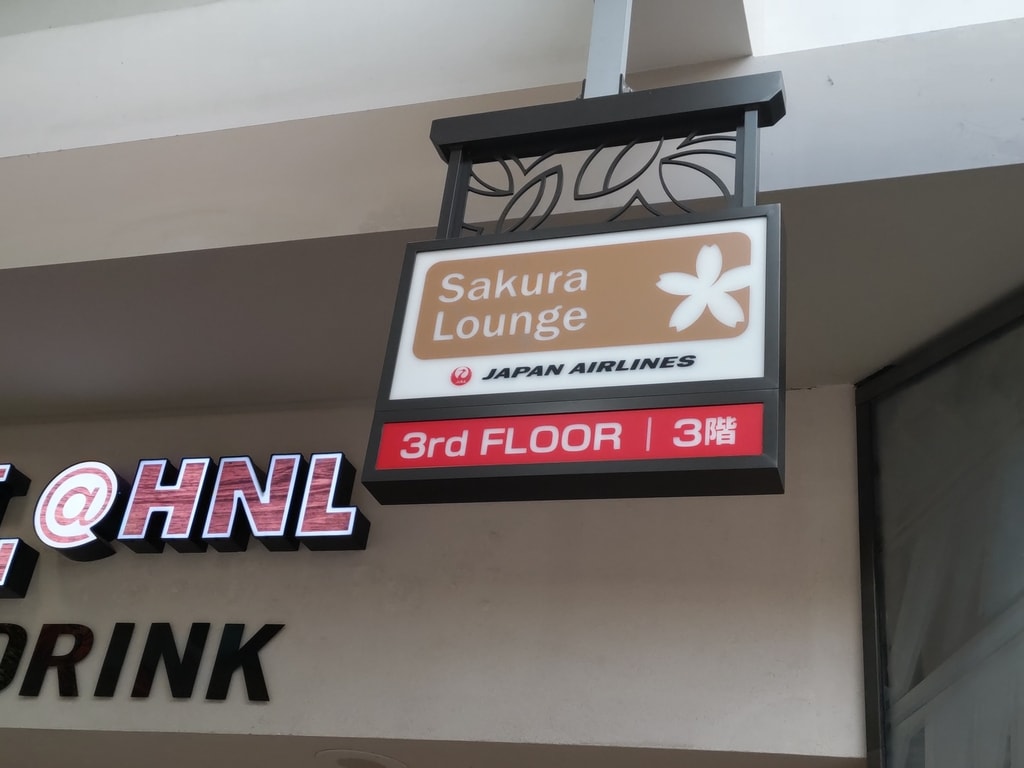 Sakura
Lounge
JAPAN AIRLINES
3rd FLOOR | 3階
@HNL
DRINK